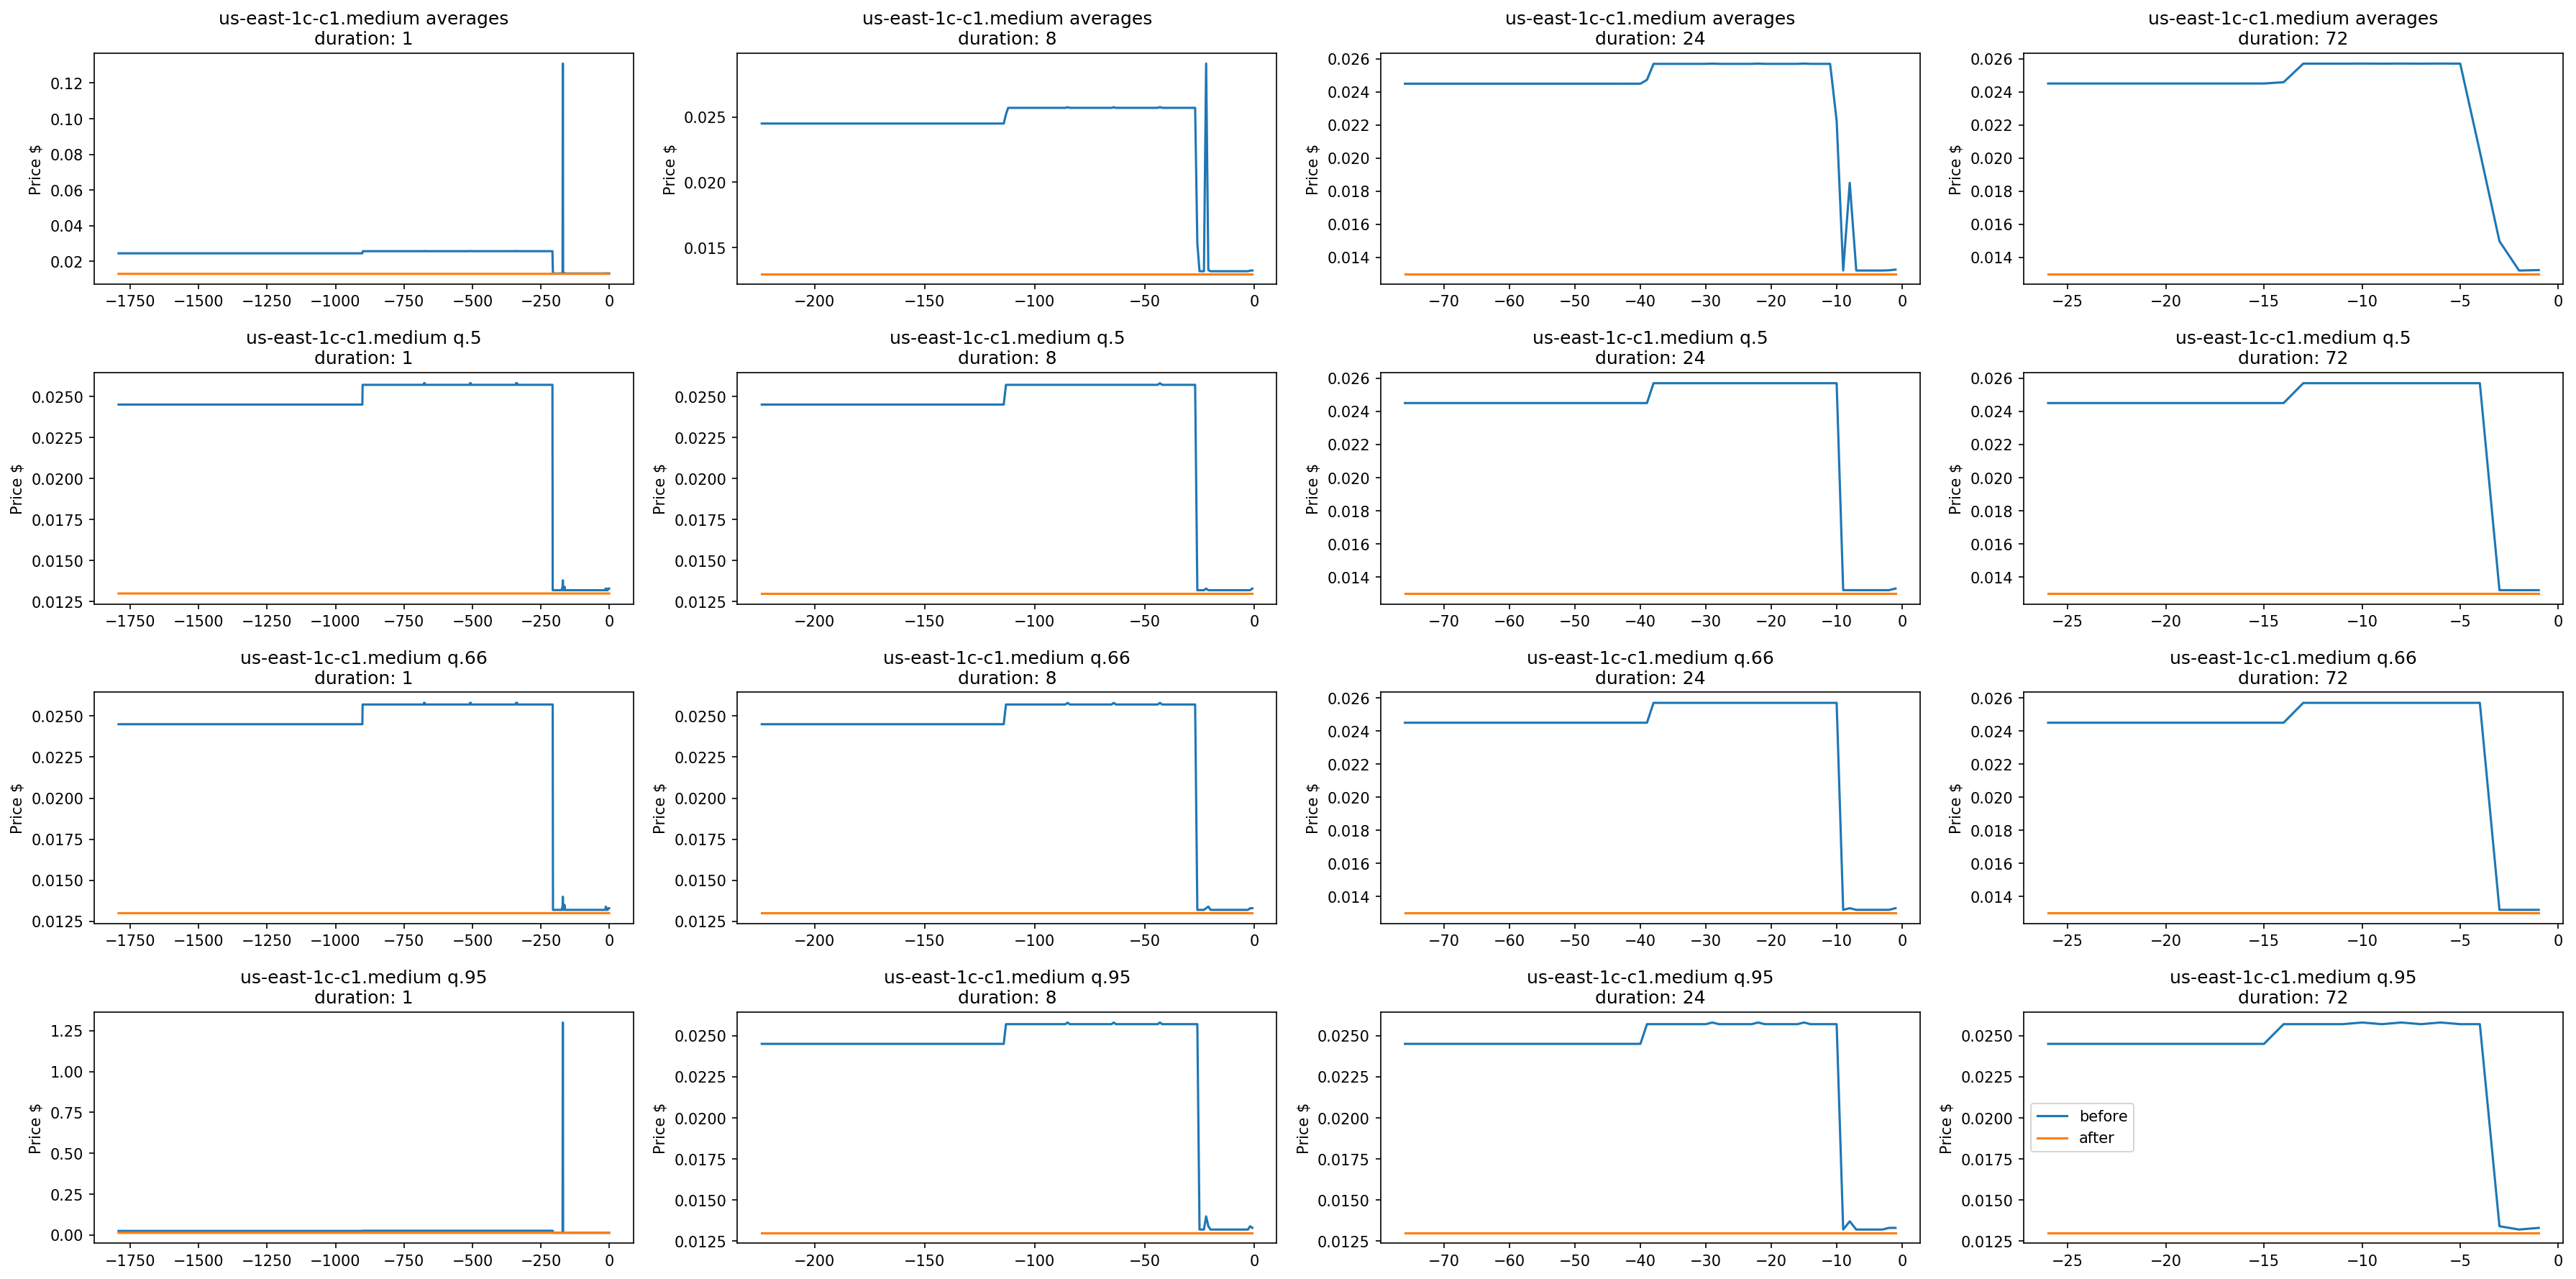 us-east-1c-c1.medium averages
duration: 1
Price $
0.12
0.10
0.08
0.06
0.04
0.02
−1750 −1500 −1250 −1000 −750 −500 −250 0
us-east-1c-c1.medium averages
duration: 8
Price $
0.025
0.020
0.015
−200 −150 −100 −50 0
us-east-1c-c1.medium averages
duration: 24
Price $
0.026
0.024
0.022
0.020
0.018
0.016
0.014
−70 −60 −50 −40 −30 −20 −10 0
us-east-1c-c1.medium averages
duration: 72
Price $
0.026
0.024
0.022
0.020
0.018
0.016
0.014
−25 −20 −15 −10 −5 0
us-east-1c-c1.medium q.5
duration: 1
Price $
0.0250
0.0225
0.0200
0.0175
0.0150
0.0125
−1750 −1500 −1250 −1000 −750 −500 −250 0
us-east-1c-c1.medium q.5
duration: 8
Price $
0.0250
0.0225
0.0200
0.0175
0.0150
0.0125
−200 −150 −100 −50 0
us-east-1c-c1.medium q.5
duration: 24
Price $
0.026
0.024
0.022
0.020
0.018
0.016
0.014
−70 −60 −50 −40 −30 −20 −10 0
us-east-1c-c1.medium q.5
duration: 72
Price $
0.026
0.024
0.022
0.020
0.018
0.016
0.014
−25 −20 −15 −10 −5 0
us-east-1c-c1.medium q.66
duration: 1
Price $
0.0250
0.0225
0.0200
0.0175
0.0150
0.0125
−1750 −1500 −1250 −1000 −750 −500 −250 0
us-east-1c-c1.medium q.66
duration: 8
Price $
0.0250
0.0225
0.0200
0.0175
0.0150
0.0125
−200 −150 −100 −50 0
us-east-1c-c1.medium q.66
duration: 24
Price $
0.026
0.024
0.022
0.020
0.018
0.016
0.014
−70 −60 −50 −40 −30 −20 −10 0
us-east-1c-c1.medium q.66
duration: 72
Price $
0.026
0.024
0.022
0.020
0.018
0.016
0.014
−25 −20 −15 −10 −5 0
us-east-1c-c1.medium q.95
duration: 1
Price $
1.25
1.00
0.75
0.50
0.25
0.00
−1750 −1500 −1250 −1000 −750 −500 −250 0
us-east-1c-c1.medium q.95
duration: 8
Price $
0.0250
0.0225
0.0200
0.0175
0.0150
0.0125
−200 −150 −100 −50 0
us-east-1c-c1.medium q.95
duration: 24
Price $
0.0250
0.0225
0.0200
0.0175
0.0150
0.0125
−70 −60 −50 −40 −30 −20 −10 0
us-east-1c-c1.medium q.95
duration: 72
Price $
0.0250
0.0225
0.0200
0.0175
0.0150
0.0125
before
after
−25 −20 −15 −10 −5 0